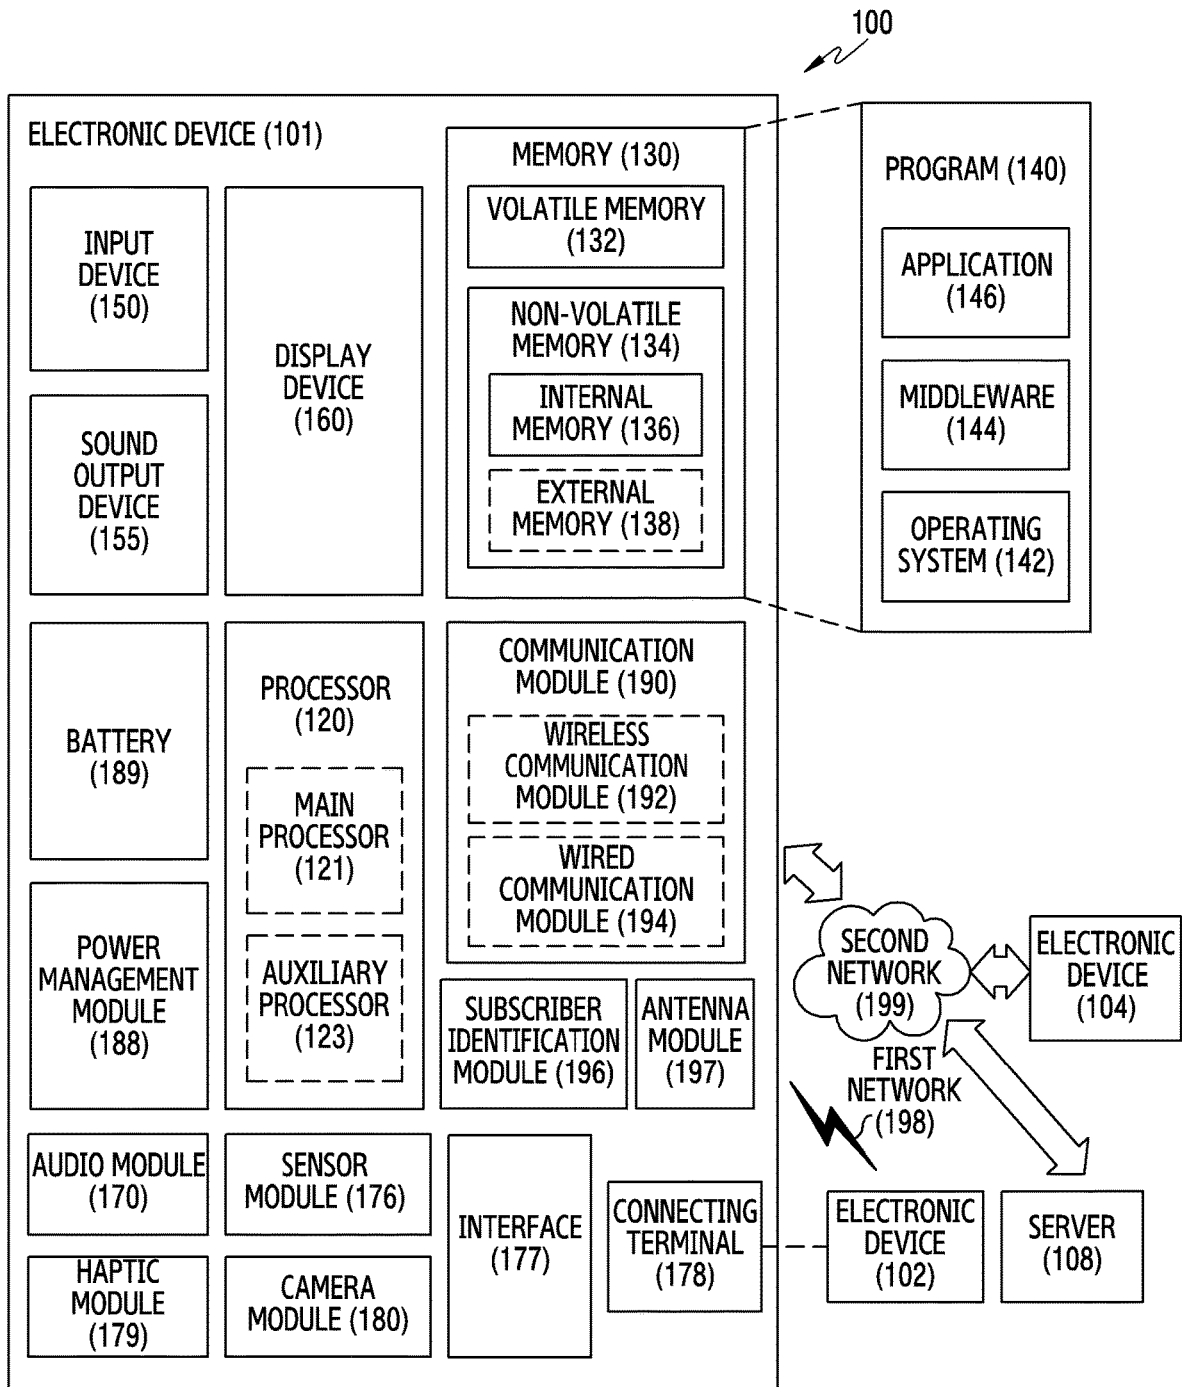 100
ELECTRONIC DEVICE (101)
INPUT
DEVICE
(150)
SOUND
OUTPUT
DEVICE
(155)
DISPLAY
DEVICE
(160)
MEMORY (130)
VOLATILE MEMORY
(132)
NON-VOLATILE
MEMORY (134)
INTERNAL
MEMORY (136)
EXTERNAL
MEMORY (138)
PROGRAM (140)
APPLICATION
(146)
MIDDLEWARE
(144)
OPERATING
SYSTEM (142)
BATTERY
(189)
POWER
MANAGEMENT
MODULE
(188)
PROCESSOR
(120)
MAIN
PROCESSOR
(121)
AUXILIARY
PROCESSOR
(123)
COMMUNICATION
MODULE (190)
WIRELESS
COMMUNICATION
MODULE (192)
WIRED
COMMUNICATION
MODULE (194)
SUBSCRIBER
IDENTIFICATION
MODULE (196)
ANTENNA
MODULE
(197)
SECOND
NETWORK
(199)
ELECTRONIC
DEVICE
(104)
FIRST
NETWORK
(198)
AUDIO MODULE
(170)
SENSOR
MODULE (176)
INTERFACE
(177)
CONNECTING
TERMINAL
(178)
ELECTRONIC
DEVICE
(102)
SERVER
(108)
HAPTIC
MODULE
(179)
CAMERA
MODULE (180)